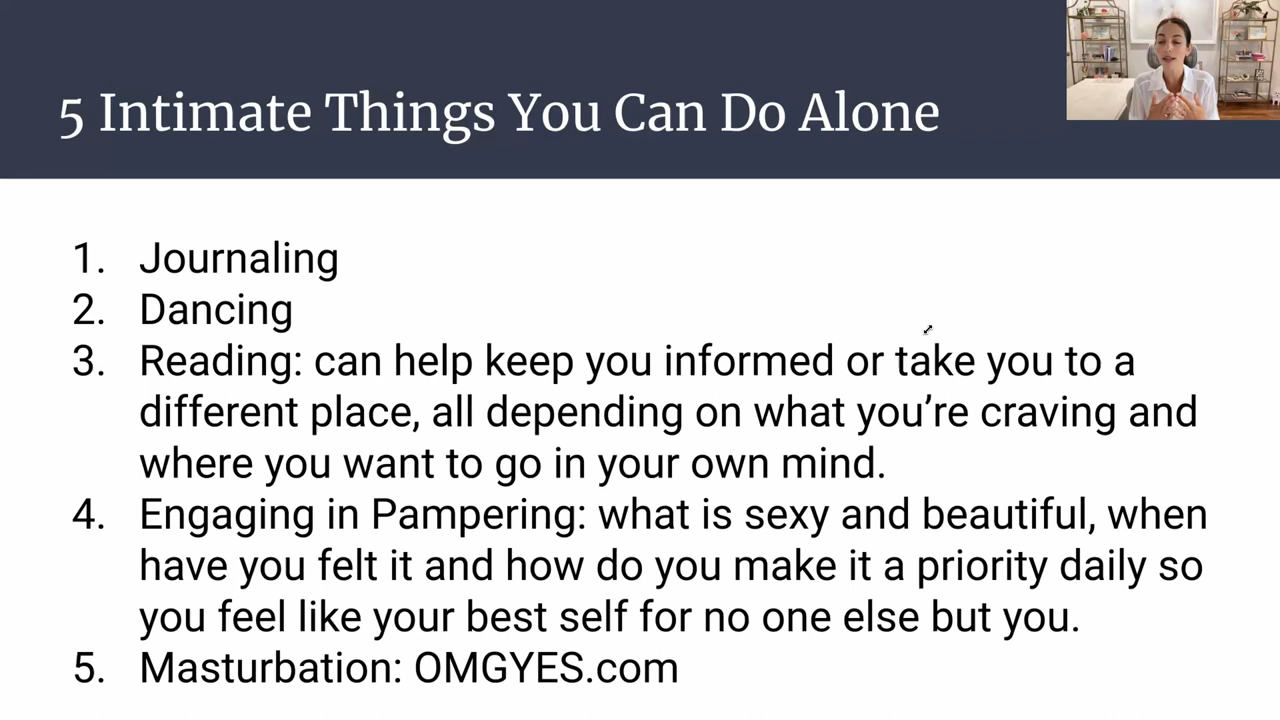 5 Intimate Things You Can Do Alone
1. Journaling
2. Dancing
3. Reading: can help keep you informed or take you to a
different place, all depending on what you’re craving and
where you want to go in your own mind.
4. Engaging in Pampering: what is sexy and beautiful, when
have you felt it and how do you make it a priority daily so
you feel like your best self for no one else but you.
5. Masturbation: OMGYES.com